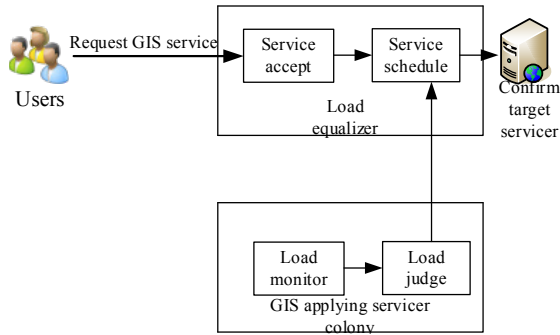 Request GIS service
Users
Service
accept
Service
schedule
Load
equalizer
Confirm
target
servicer
Load
monitor
Load
judge
GIS applying servicer
colony